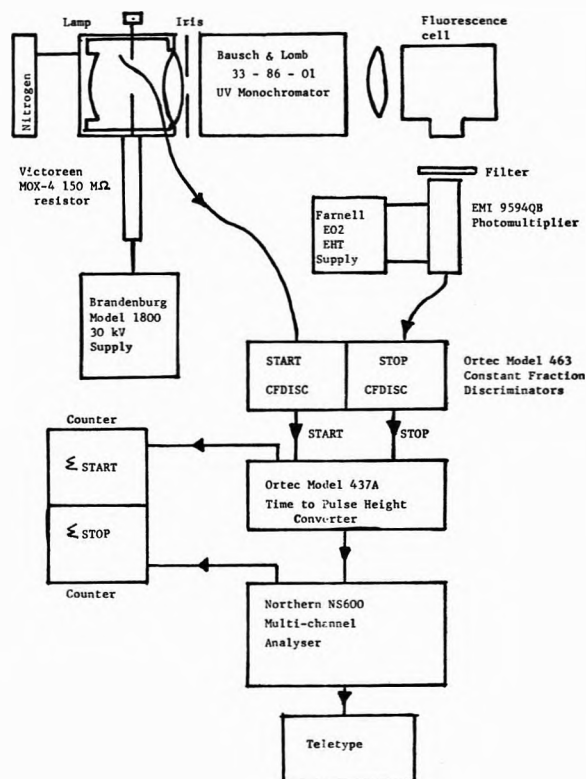 Lamp
Iris
Fluorescence
cell
Nitrogen
Bausch & Lomb
33 - 86 - 01
UV Monochromator
Victoreen
MOX-4 150 MΩ
resistor
Filter
EMI 9594QB
Photomultiplier
Farnell
EO2
EHT
Supply
Brandenburg
Model 1800
30 kV
Supply
START
CFDISC
STOP
CFDISC
Ortec Model 463
Constant Fraction
Discriminators
START
STOP
Counter
Σ START
Σ STOP
Counter
Ortec Model 437A
Time to Pulse Height
Converter
Northern NS600
Multi-channel
Analyser
Teletype